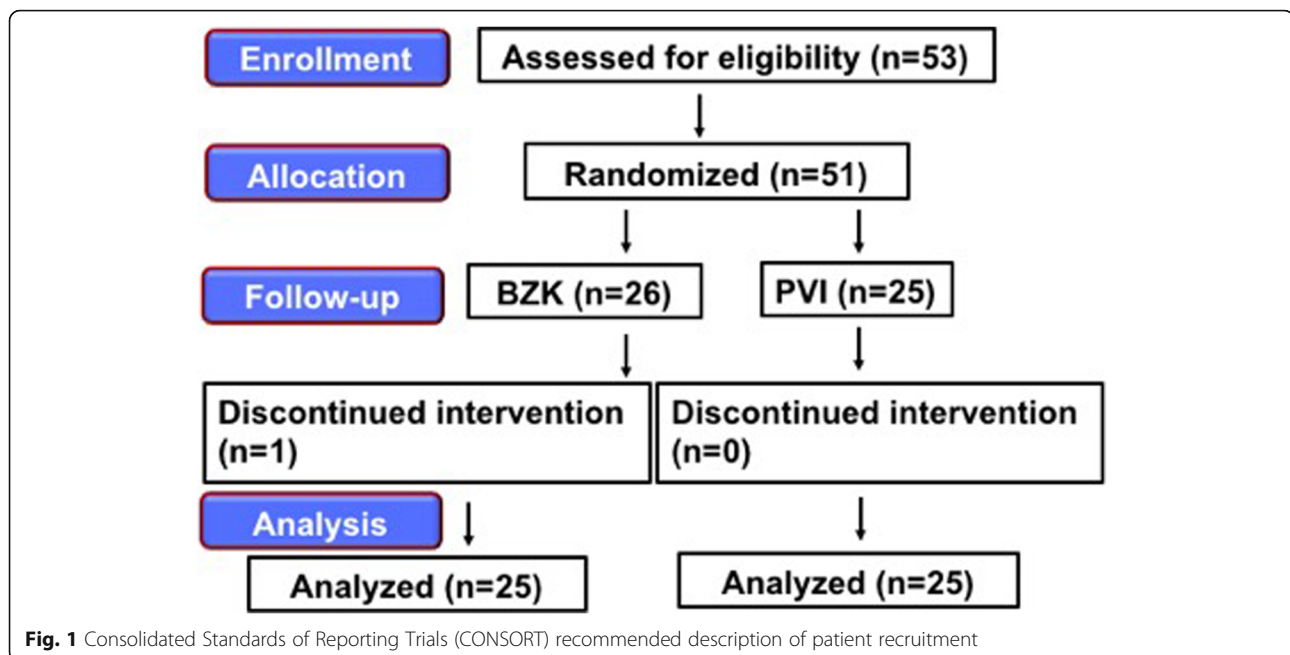 Enrollment
Assessed for eligibility (n=53)
Allocation
Randomized (n=51)
Follow-up
BZK (n=26)
PVI (n=25)
Discontinued intervention
(n=1)
Discontinued intervention
(n=0)
Analysis
Analyzed (n=25)
Analyzed (n=25)
Fig. 1 Consolidated Standards of Reporting Trials (CONSORT) recommended description of patient recruitment